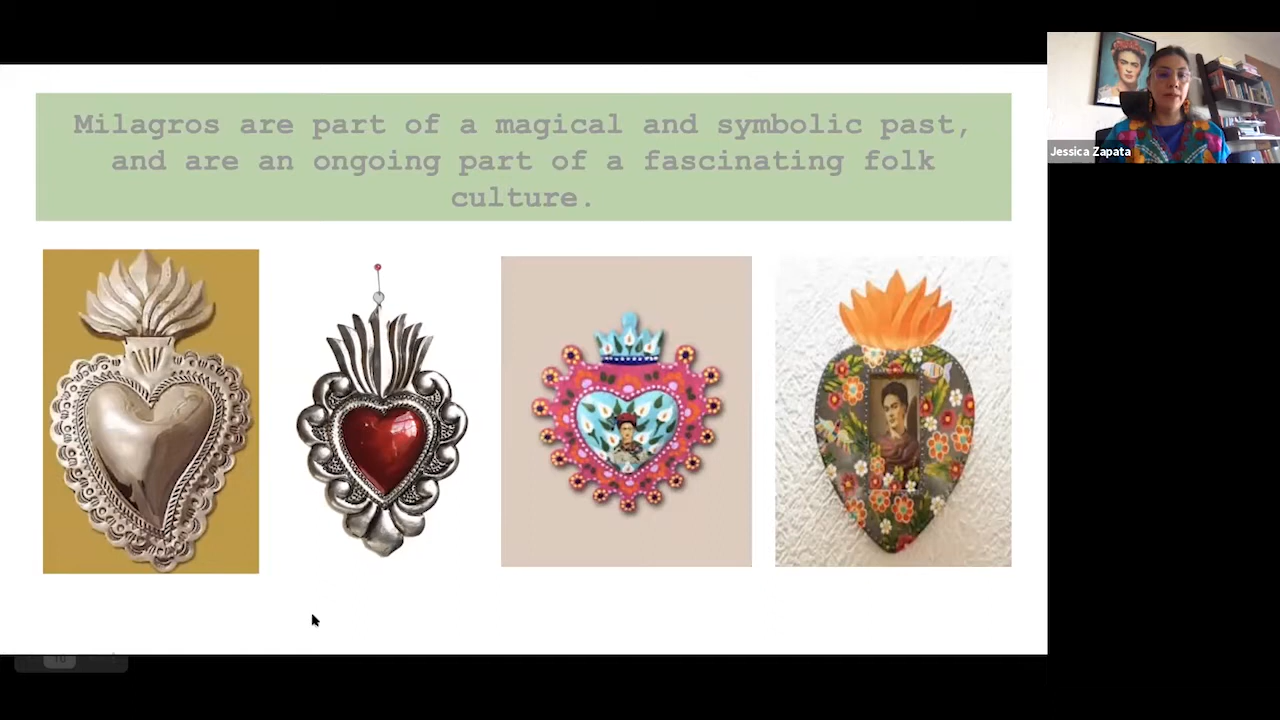 Milagros are part of a magical and symbolic past,
and are an ongoing part of a fascinating folk
culture.
Jessica Zapata
10